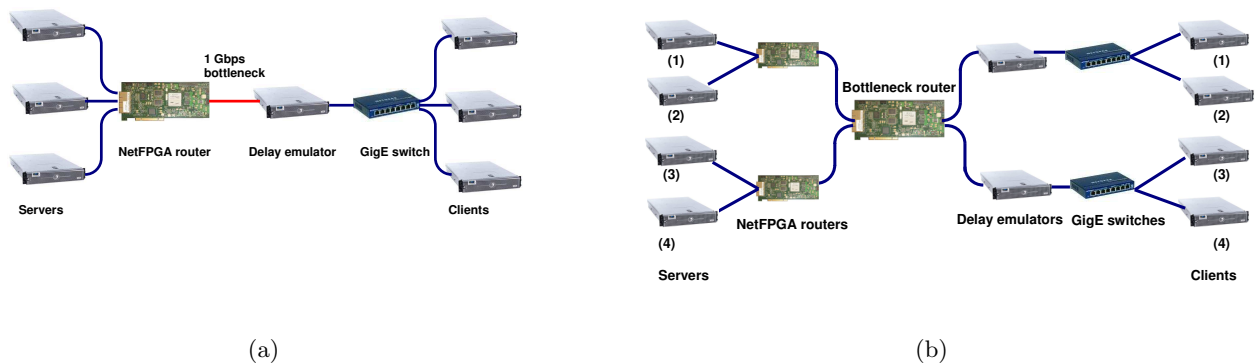 1 Gbps
bottleneck
NetFPGA router
Delay emulator
GigE switch
Servers
Clients
(a)
(1)
(2)
(3)
(4)
Servers
NetFPGA routers
Bottleneck router
Delay emulators
GigE switches
(1)
(2)
(3)
(4)
Clients
(b)